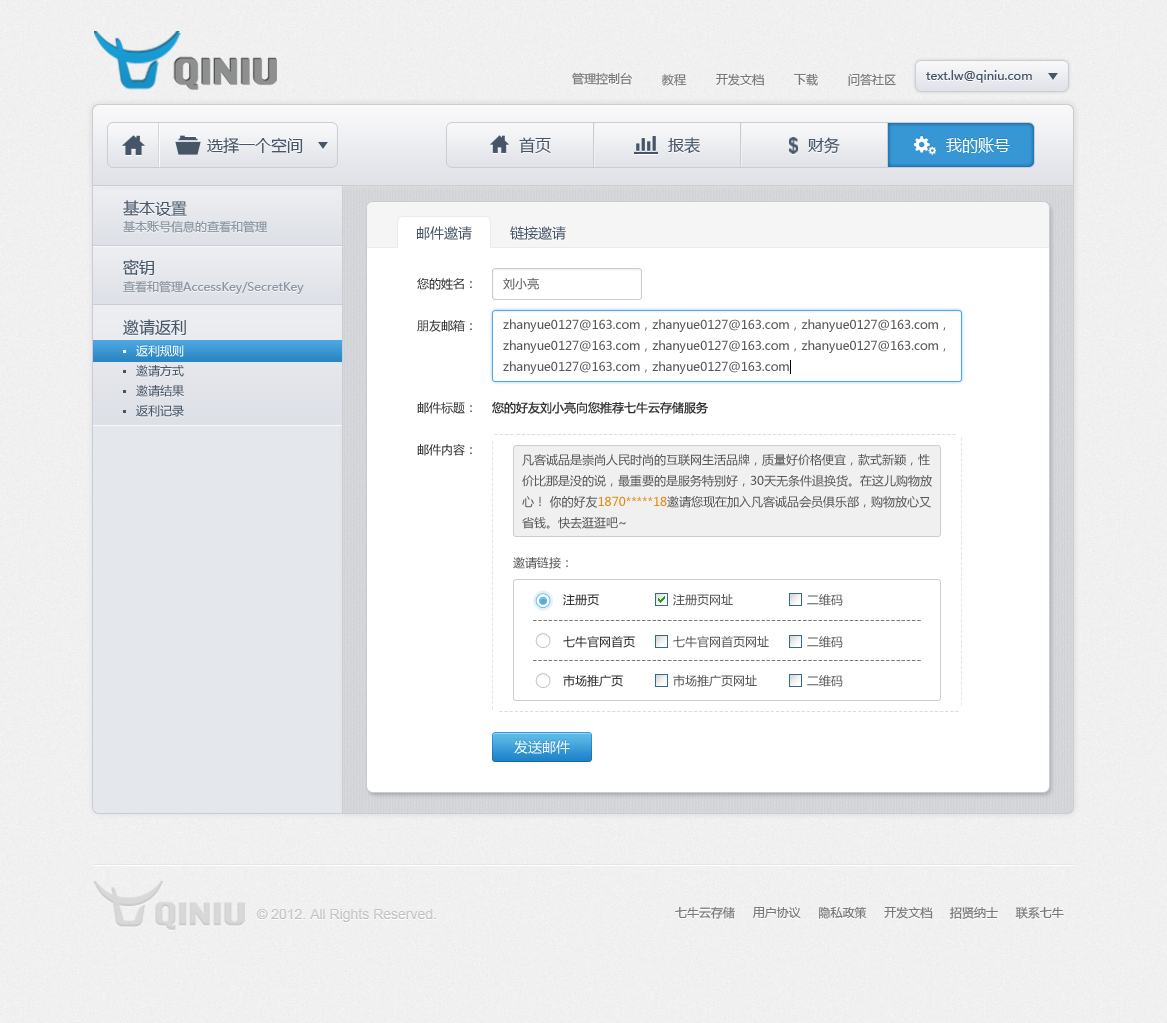 QINIU
管理控制台 教程 开发文档 下载 问答社区 text.lw@qiniu.com
选择一个空间 首页 报表 财务 我的账号
基本设置
基本账号信息的查看和管理
密钥
查看和管理AccessKey/SecretKey
邀请返利
返利规则
邀请方式
邀请结果
返利记录
邮件邀请 链接邀请
您的姓名： 刘小亮
朋友邮箱： zhanyue0127@163.com，zhanyue0127@163.com，zhanyue0127@163.com，
zhanyue0127@163.com，zhanyue0127@163.com，zhanyue0127@163.com，
zhanyue0127@163.com，zhanyue0127@163.com
邮件标题： 您的好友刘小亮向您推荐七牛云存储服务
邮件内容：
凡客诚品是崇尚人民时尚的互联网生活品牌，质量好价格便宜，款式新颖，性
价比那是没的说，最重要的是服务特别好，30天无条件退换货。在这儿购物放
心！ 你的好友1870*****18邀请您现在加入凡客诚品会员俱乐部，购物放心又
省钱。快去逛逛吧~
邀请链接：
注册页 注册页网址 二维码
七牛官网首页 七牛官网首页网址 二维码
市场推广页 市场推广页网址 二维码
发送邮件
QINIU © 2012. All Rights Reserved.
七牛云存储 用户协议 隐私政策 开发文档 招贤纳士 联系七牛